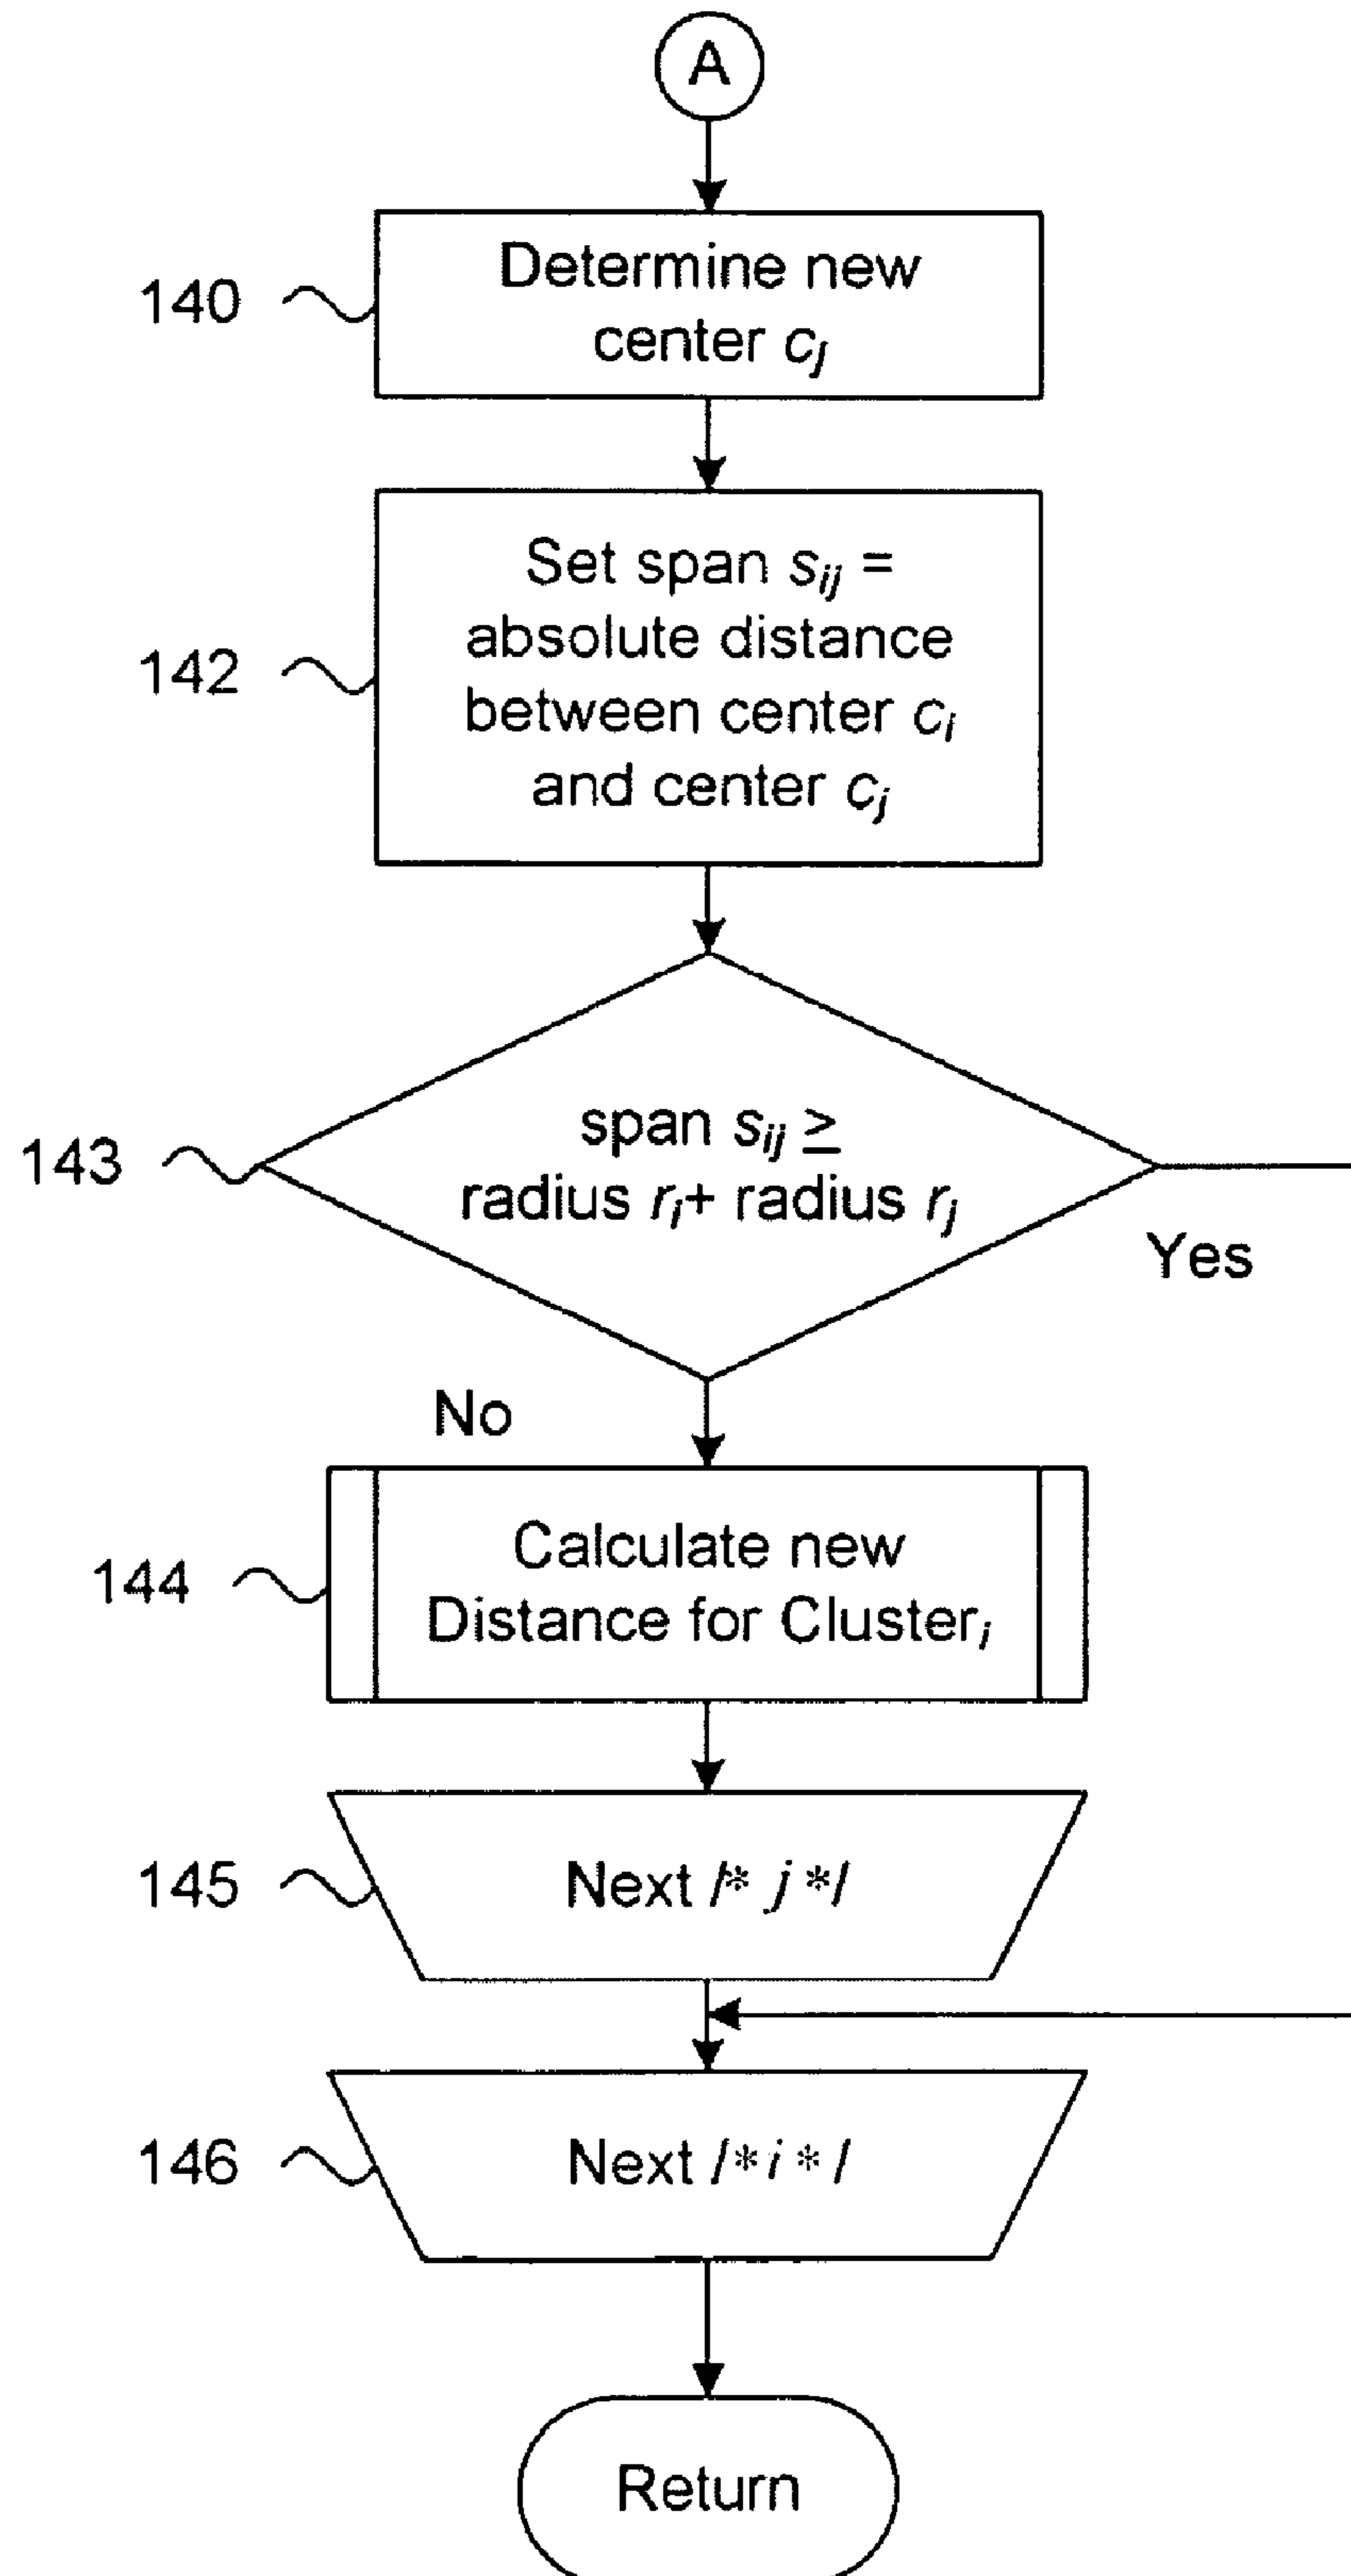 A
140
Determine new
center cj
142
Set span sij =
absolute distance
between center ci
and center cj
143
span sij ≥
radius ri+ radius rj
Yes
No
144
Calculate new
Distance for Clusteri
145
Next /* j */
146
Next /* i */
Return